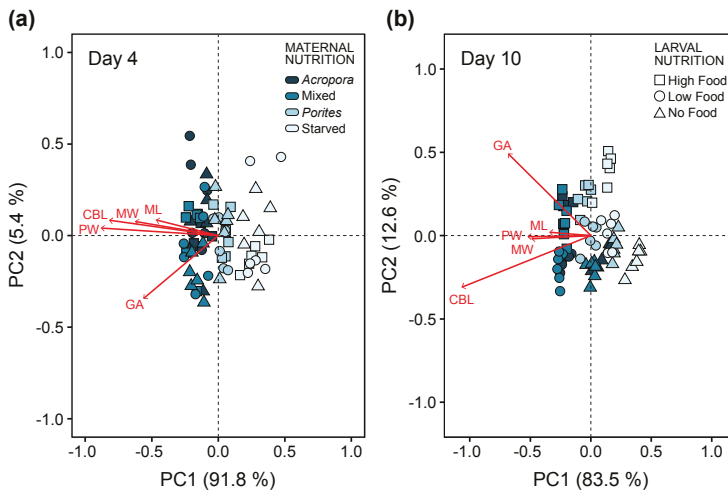 (a)
Day 4
MATERNAL
NUTRITION
Acropora
Mixed
Porites
Starved
CBL
MW
ML
PW
GA
PC2 (5.4 %)
1.0
0.5
0.0
-0.5
-1.0
-1.0
-0.5
0.0
0.5
1.0
PC1 (91.8 %)
(b)
Day 10
LARVAL
NUTRITION
High Food
Low Food
No Food
GA
ML
PW
MW
CBL
PC2 (12.6 %)
1.0
0.5
0.0
-0.5
-1.0
-1.0
-0.5
0.0
0.5
1.0
PC1 (83.5 %)